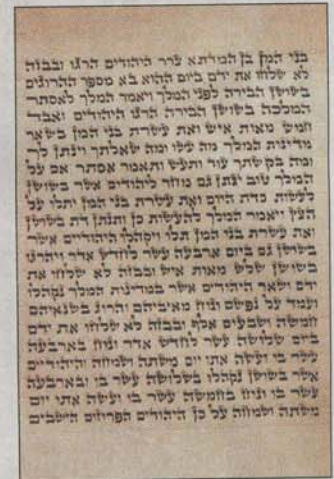 בני המן בן המדתא צרר היהודים הרגו ובבזה
לא שלחו את ידם ביום ההוא בא מספר ההרוגים
בשושן הבירה לפני המלך ויאמר המלך לאסתר
המלכה בשושן הבירה הרגו היהודים ואבד
חמש מאות איש ואת עשרת בני המן בשאר
מדינות המלך מה עשו ומה שאלתך וינתן לך
ומה בקשתך עוד ותעש ותאמר אסתר אם על
המלך טוב ינתן גם מחר ליהודים אשר בשושן
לעשות כדת היום ואת עשרת בני המן יתלו על
העץ ויאמר המלך להעשות כן ותנתן דת בשושן
ואת עשרת בני המן תלו ויקהלו היהודיים אשר
בשושן גם ביום ארבעה עשר לחדש אדר ויהרגו
בשושן שלש מאות איש ובבזה לא שלחו את
ידם ושאר היהודים אשר במדינות המלך נקהלו
ועמד על נפשם ונוח מאיביהם והרוג בשנאיהם
חמשה ושבעים אלף ובבזה לא שלחו את ידם
ביום שלושה עשר לחדש אדר ונוח בארבעה
עשר בו ועשה אתו יום משתה ושמחה והיהודיים
אשר בשושן נקהלו בשלושה עשר בו ובארבעה
עשר בו ונוח בחמשה עשר בו ועשה אתו יום
משתה ושמחה על כן היהודים הפרוזים הישבים